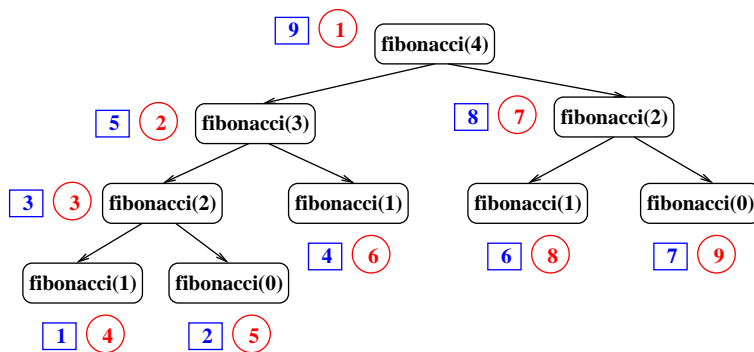 9 1 fibonacci(4)
5 2 fibonacci(3) 8 7 fibonacci(2)
3 3 fibonacci(2) fibonacci(1) fibonacci(1) fibonacci(0)
4 6 6 8 7 9
fibonacci(1) fibonacci(0)
1 4 2 5